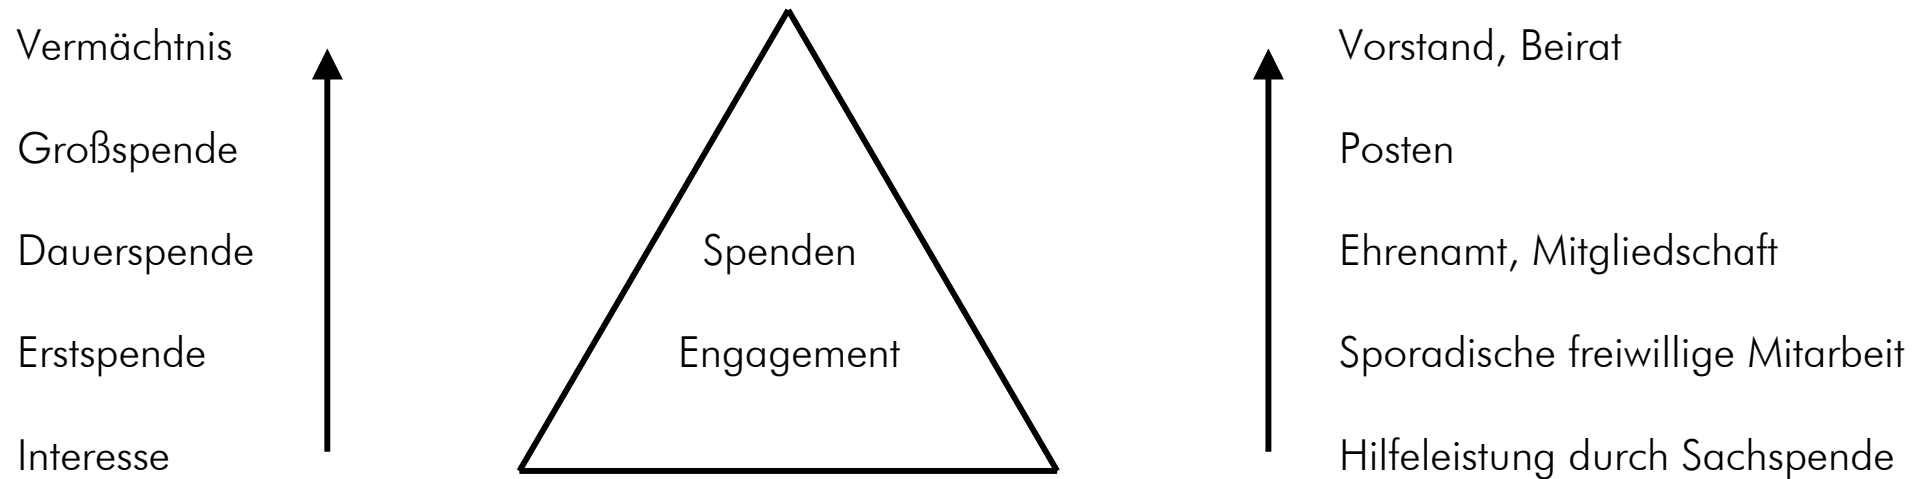 Vermächtnis
Großspende
Dauerspende
Erstspende
Interesse
Spenden
Engagement
Vorstand, Beirat
Posten
Ehrenamt, Mitgliedschaft
Sporadische freiwillige Mitarbeit
Hilfeleistung durch Sachspende